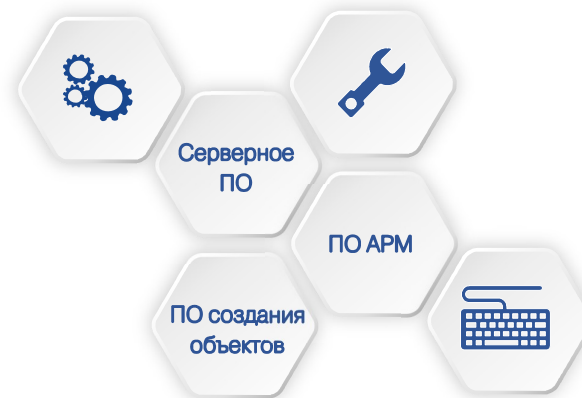 Серверное
ПО
ПО АРМ
ПО создания
объектов